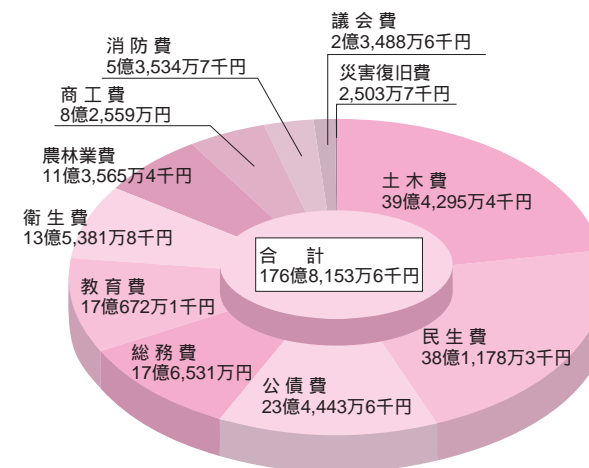 議会費
2億3,488万6千円
消防費
5億3,534万7千円
災害復旧費
2,503万7千円
商工費
8億2,559万円
農林業費
11億3,565万4千円
土木費
39億4,295万4千円
衛生費
13億5,381万8千円
合計
176億8,153万6千円
教育費
17億672万1千円
民生費
38億1,178万3千円
総務費
17億6,531万円
公債費
23億4,443万6千円